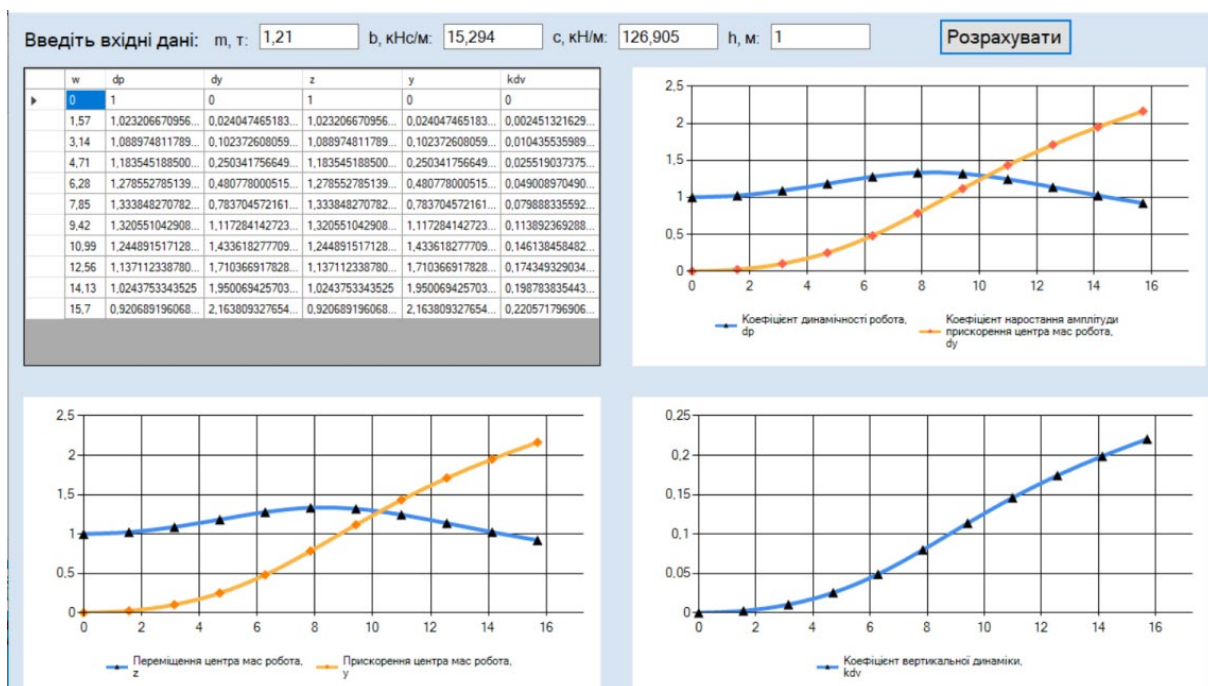 Введіть вхідні дані: m, т: 1,21 b, кНс/м: 15,294 c, кН/м: 126,905 h, м: 1 Розрахувати
w dp dy z y kdv
0 1 0 1 0 0
1,57 1,023206670956... 0,024047465183... 1,023206670956... 0,024047465183... 0,002451321629...
3,14 1,088974811789... 0,102372608059... 1,088974811789... 0,102372608059... 0,010435535989...
4,71 1,183545188500... 0,250341756649... 1,183545188500... 0,250341756649... 0,025519037375...
6,28 1,278552785139... 0,480778000515... 1,278552785139... 0,480778000515... 0,049008970490...
7,85 1,333848270782... 0,783704572161... 1,333848270782... 0,783704572161... 0,079888335592...
9,42 1,320551042908... 1,117284142723... 1,320551042908... 1,117284142723... 0,113892369288...
10,99 1,244891517128... 1,433618277709... 1,244891517128... 1,433618277709... 0,146138458482...
12,56 1,137112338780... 1,710366917828... 1,137112338780... 1,710366917828... 0,174349329034...
14,13 1,0243753343525 1,950069425703... 1,0243753343525 1,950069425703... 0,198783835443...
15,7 0,920689196068... 2,163809327654... 0,920689196068... 2,163809327654... 0,220571796906...
2,5
2
1,5
1
0,5
0
0 2 4 6 8 10 12 14 16
Коефіцієнт динамічності робота, dp
Коефіцієнт наростання амплітуди
прискорення центра мас робота,
dy
2,5
2
1,5
1
0,5
0
0 2 4 6 8 10 12 14 16
Переміщення центра мас робота,
z
Прискорення центра мас робота,
y
0,25
0,2
0,15
0,1
0,05
0
0 2 4 6 8 10 12 14 16
Коефіцієнт вертикальної динаміки,
kdv